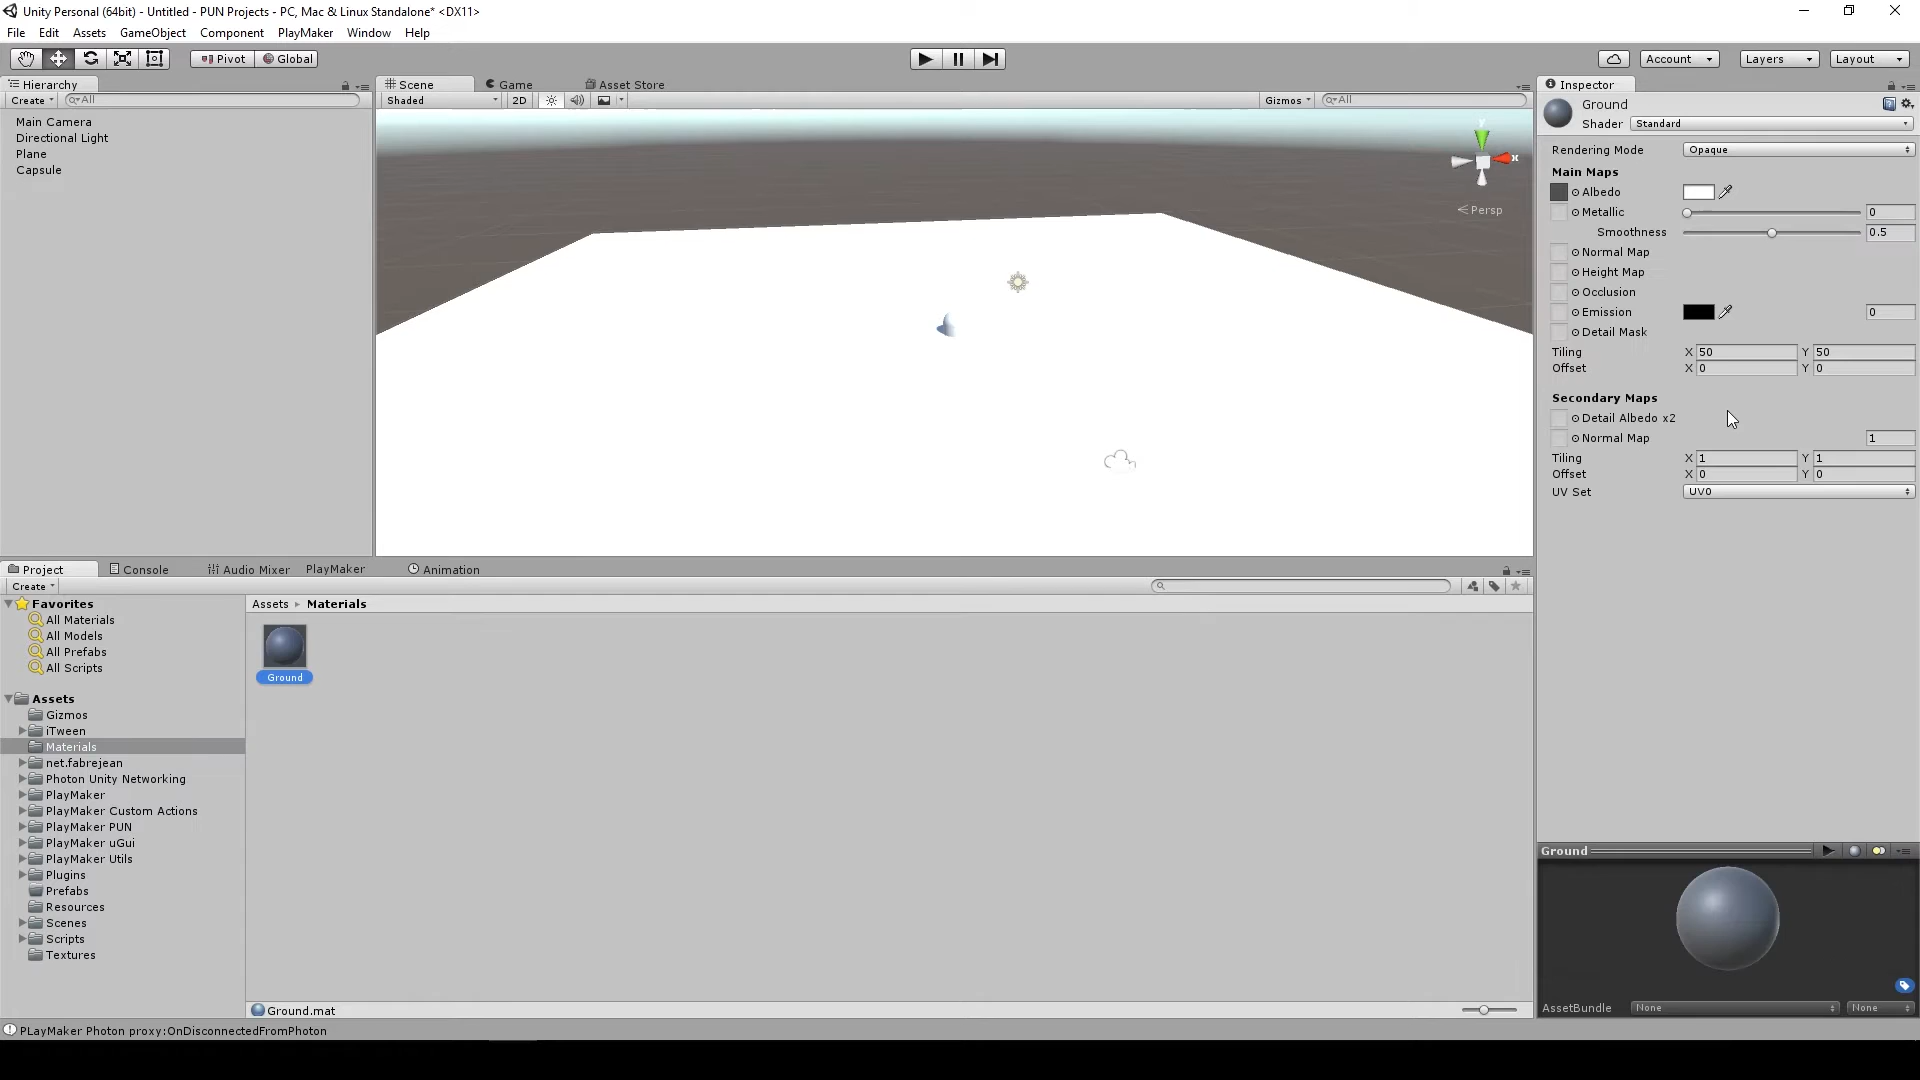 Unity Personal (64bit) - Untitled - PUN Projects - PC, Mac & Linux Standalone* <DX11>
File Edit Assets GameObject Component PlayMaker Window Help
Pivot Global Account Layers Layout
Hierarchy
Create All
Main Camera
Directional Light
Plane
Capsule
Scene Game Asset Store
Shaded 2D Gizmos All
y
x
Persp
Inspector
Ground
Shader Standard
Rendering Mode Opaque
Main Maps
Albedo
Metallic 0
Smoothness 0.5
Normal Map
Height Map
Occlusion
Emission 0
Detail Mask
Tiling X 50 Y 50
Offset X 0 Y 0
Secondary Maps
Detail Albedo x2
Normal Map 1
Tiling X 1 Y 1
Offset X 0 Y 0
UV Set UV0
Project Console Audio Mixer PlayMaker Animation
Create
Favorites
All Materials
All Models
All Prefabs
All Scripts
Assets
Gizmos
iTween
Materials
net.fabrejean
Photon Unity Networking
PlayMaker
PlayMaker Custom Actions
PlayMaker PUN
PlayMaker uGui
PlayMaker Utils
Plugins
Prefabs
Resources
Scenes
Scripts
Textures
Assets ▸ Materials
Ground
Ground.mat
Ground
AssetBundle None None
PLayMaker Photon proxy:OnDisconnectedFromPhoton